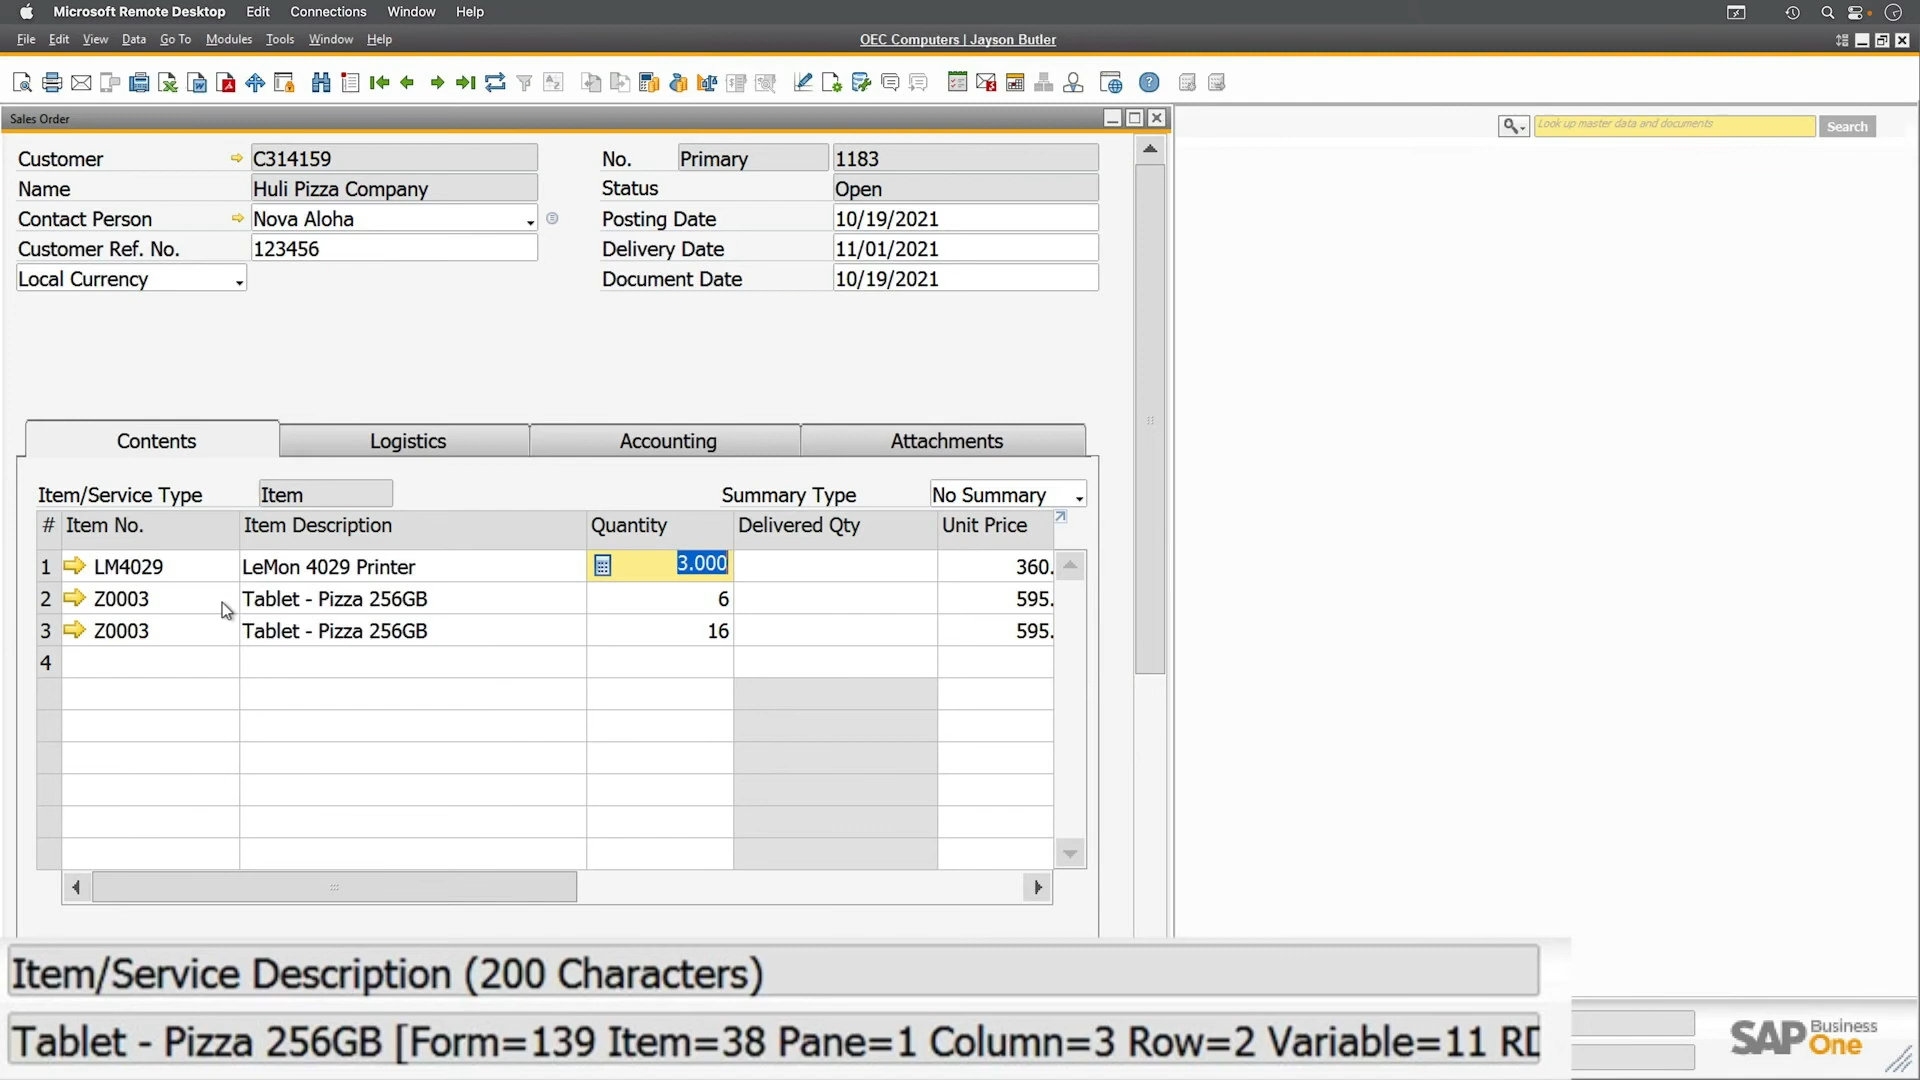 Microsoft Remote Desktop Edit Connections Window Help
File Edit View Data Go To Modules Tools Window Help
OEC Computers | Jayson Butler
Sales Order
Look up master data and documents
Search
Customer C314159
No. Primary 1183
Name Huli Pizza Company
Status Open
Contact Person Nova Aloha
Posting Date 10/19/2021
Customer Ref. No. 123456
Delivery Date 11/01/2021
Local Currency
Document Date 10/19/2021
Contents Logistics Accounting Attachments
Item/Service Type Item
Summary Type No Summary
# Item No. Item Description Quantity Delivered Qty Unit Price
1 LM4029 LeMon 4029 Printer 3.000 360.
2 Z0003 Tablet - Pizza 256GB 6 595.
3 Z0003 Tablet - Pizza 256GB 16 595.
4
Item/Service Description (200 Characters)
Tablet - Pizza 256GB [Form=139 Item=38 Pane=1 Column=3 Row=2 Variable=11 RD
SAP Business One